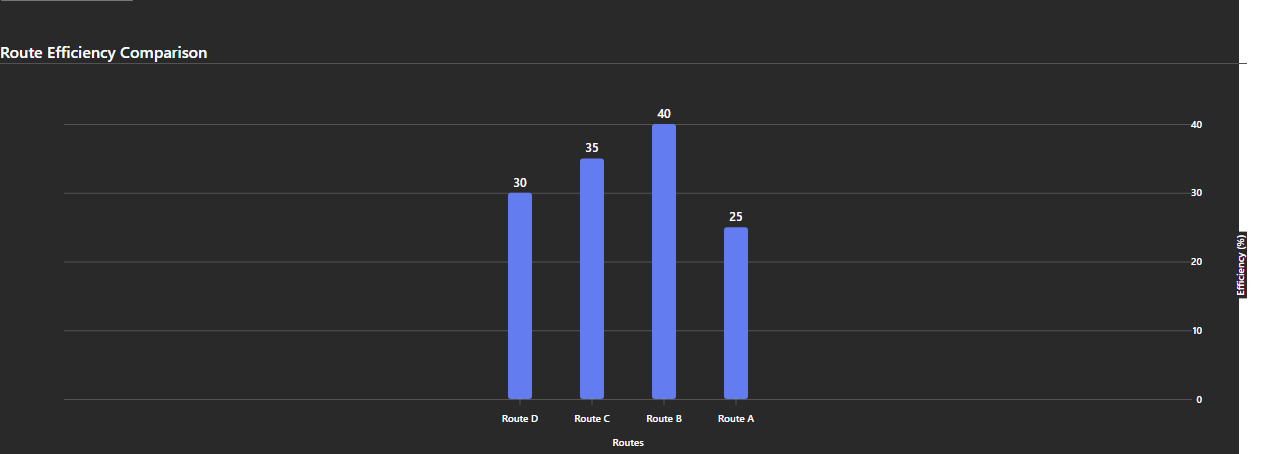 Route Efficiency Comparison
40
35
30
25
40
30
20
10
0
Efficiency (%)
Route D
Route C
Route B
Route A
Routes